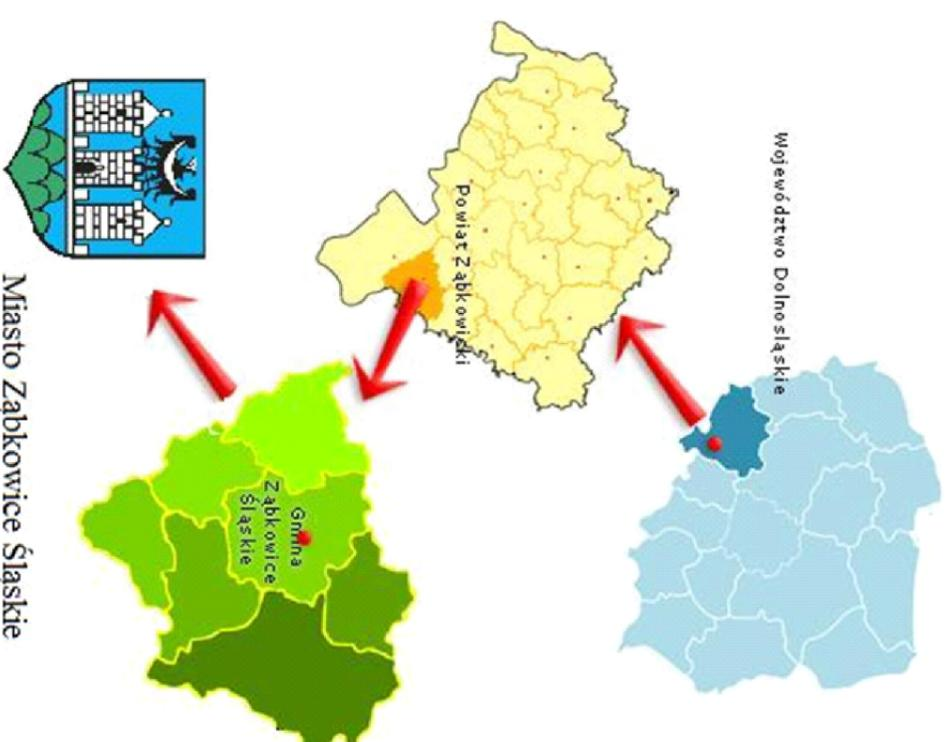 Województwo Dolnośląskie
Powiat Ząbkowicki
Gmina
Ząbkowice
Śląskie
Miasto Ząbkowice Śląskie